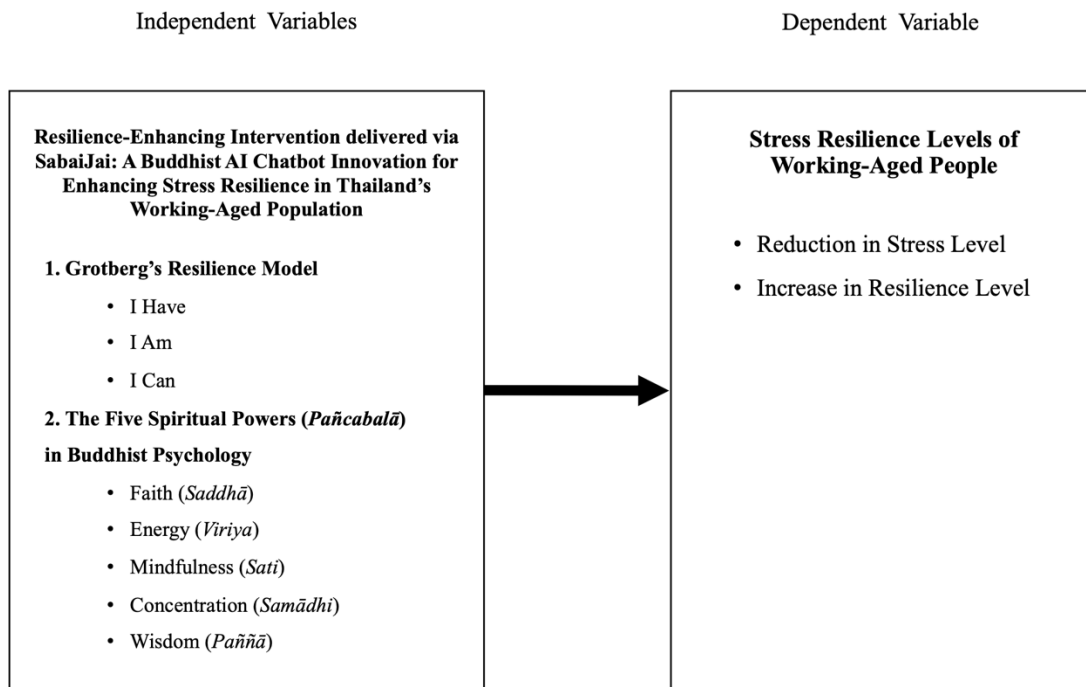 Independent Variables
Dependent Variable
Resilience-Enhancing Intervention delivered via
SabaiJai: A Buddhist AI Chatbot Innovation for
Enhancing Stress Resilience in Thailand’s
Working-Aged Population
1. Grotberg’s Resilience Model
• I Have
• I Am
• I Can
2. The Five Spiritual Powers (Pañcabalā)
in Buddhist Psychology
• Faith (Saddhā)
• Energy (Viriya)
• Mindfulness (Sati)
• Concentration (Samādhi)
• Wisdom (Paññā)
Stress Resilience Levels of
Working-Aged People
• Reduction in Stress Level
• Increase in Resilience Level